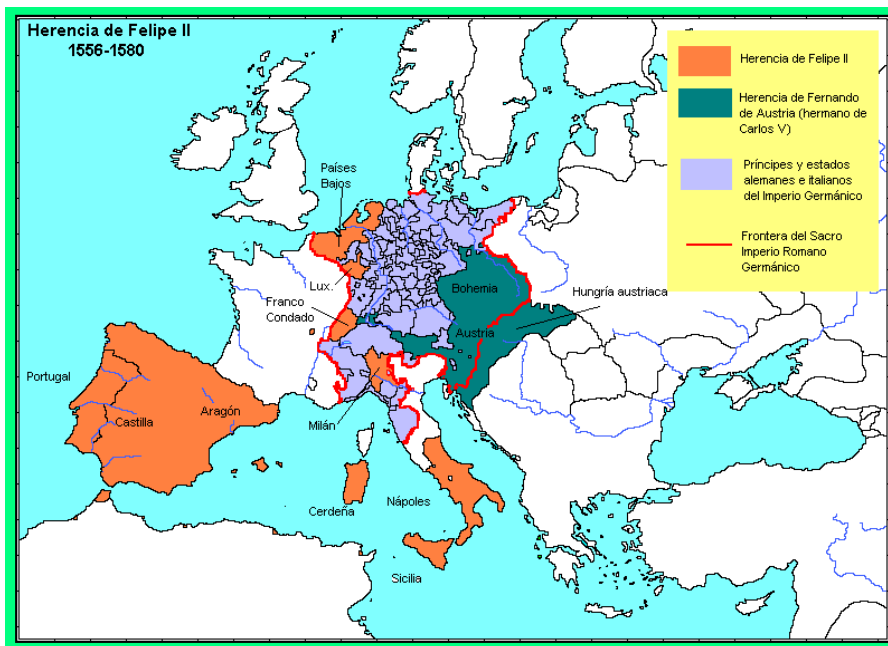 Herencia de Felipe II
1556-1580
Herencia de Felipe II
Herencia de Fernando
de Austria (hermano de
Carlos V)
Príncipes y estados
alemanes e italianos
del Imperio Germánico
Frontera del Sacro
Imperio Romano
Germánico
Países
Bajos
Lux.
Franco
Condado
Bohemia
Hungría austriaca
Austria
Portugal
Castilla
Aragón
Milán
Cerdeña
Nápoles
Sicilia